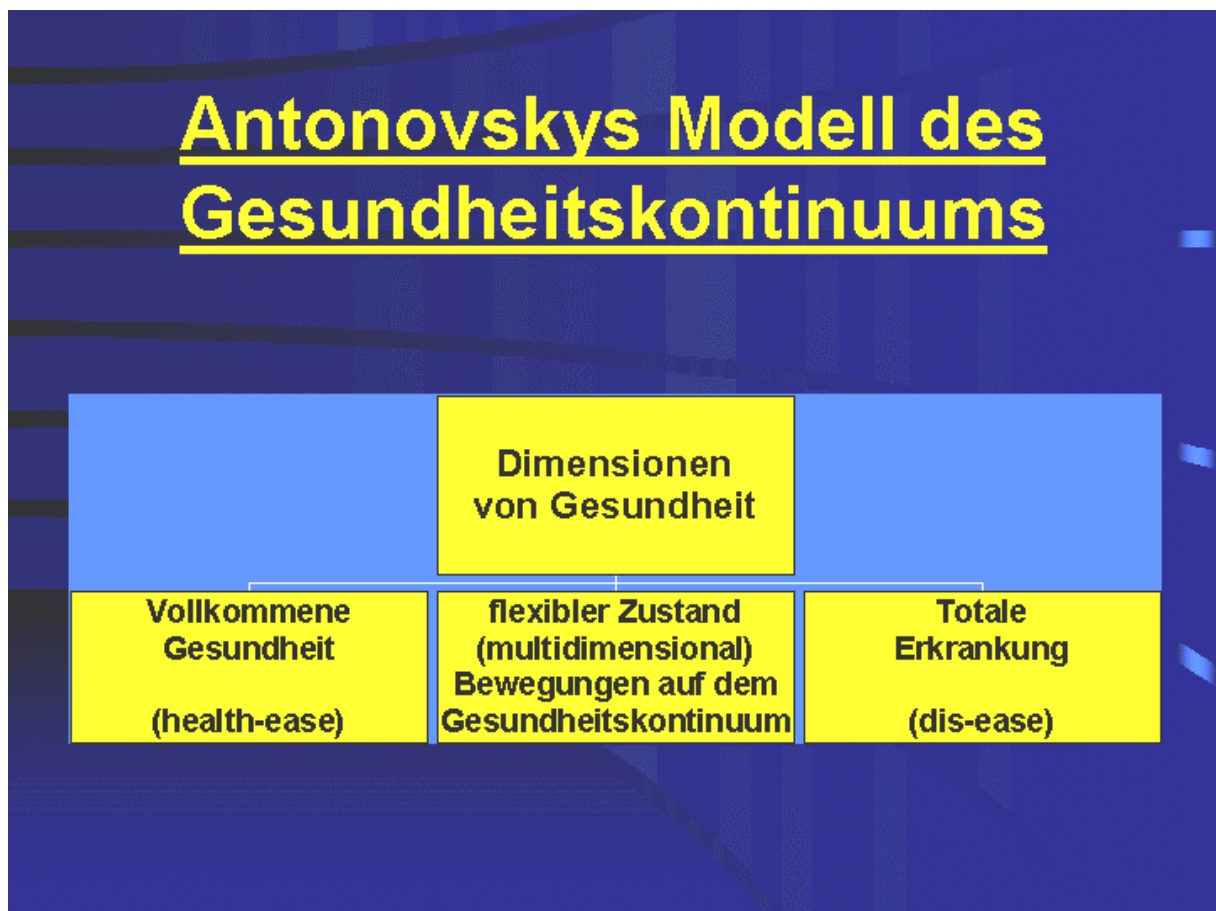 Antonovskys Modell des
Gesundheitskontinuums
Dimensionen
von Gesundheit
Vollkommene
Gesundheit
(health-ease)
flexibler Zustand
(multidimensional)
Bewegungen auf dem
Gesundheitskontinuum
Totale
Erkrankung
(dis-ease)